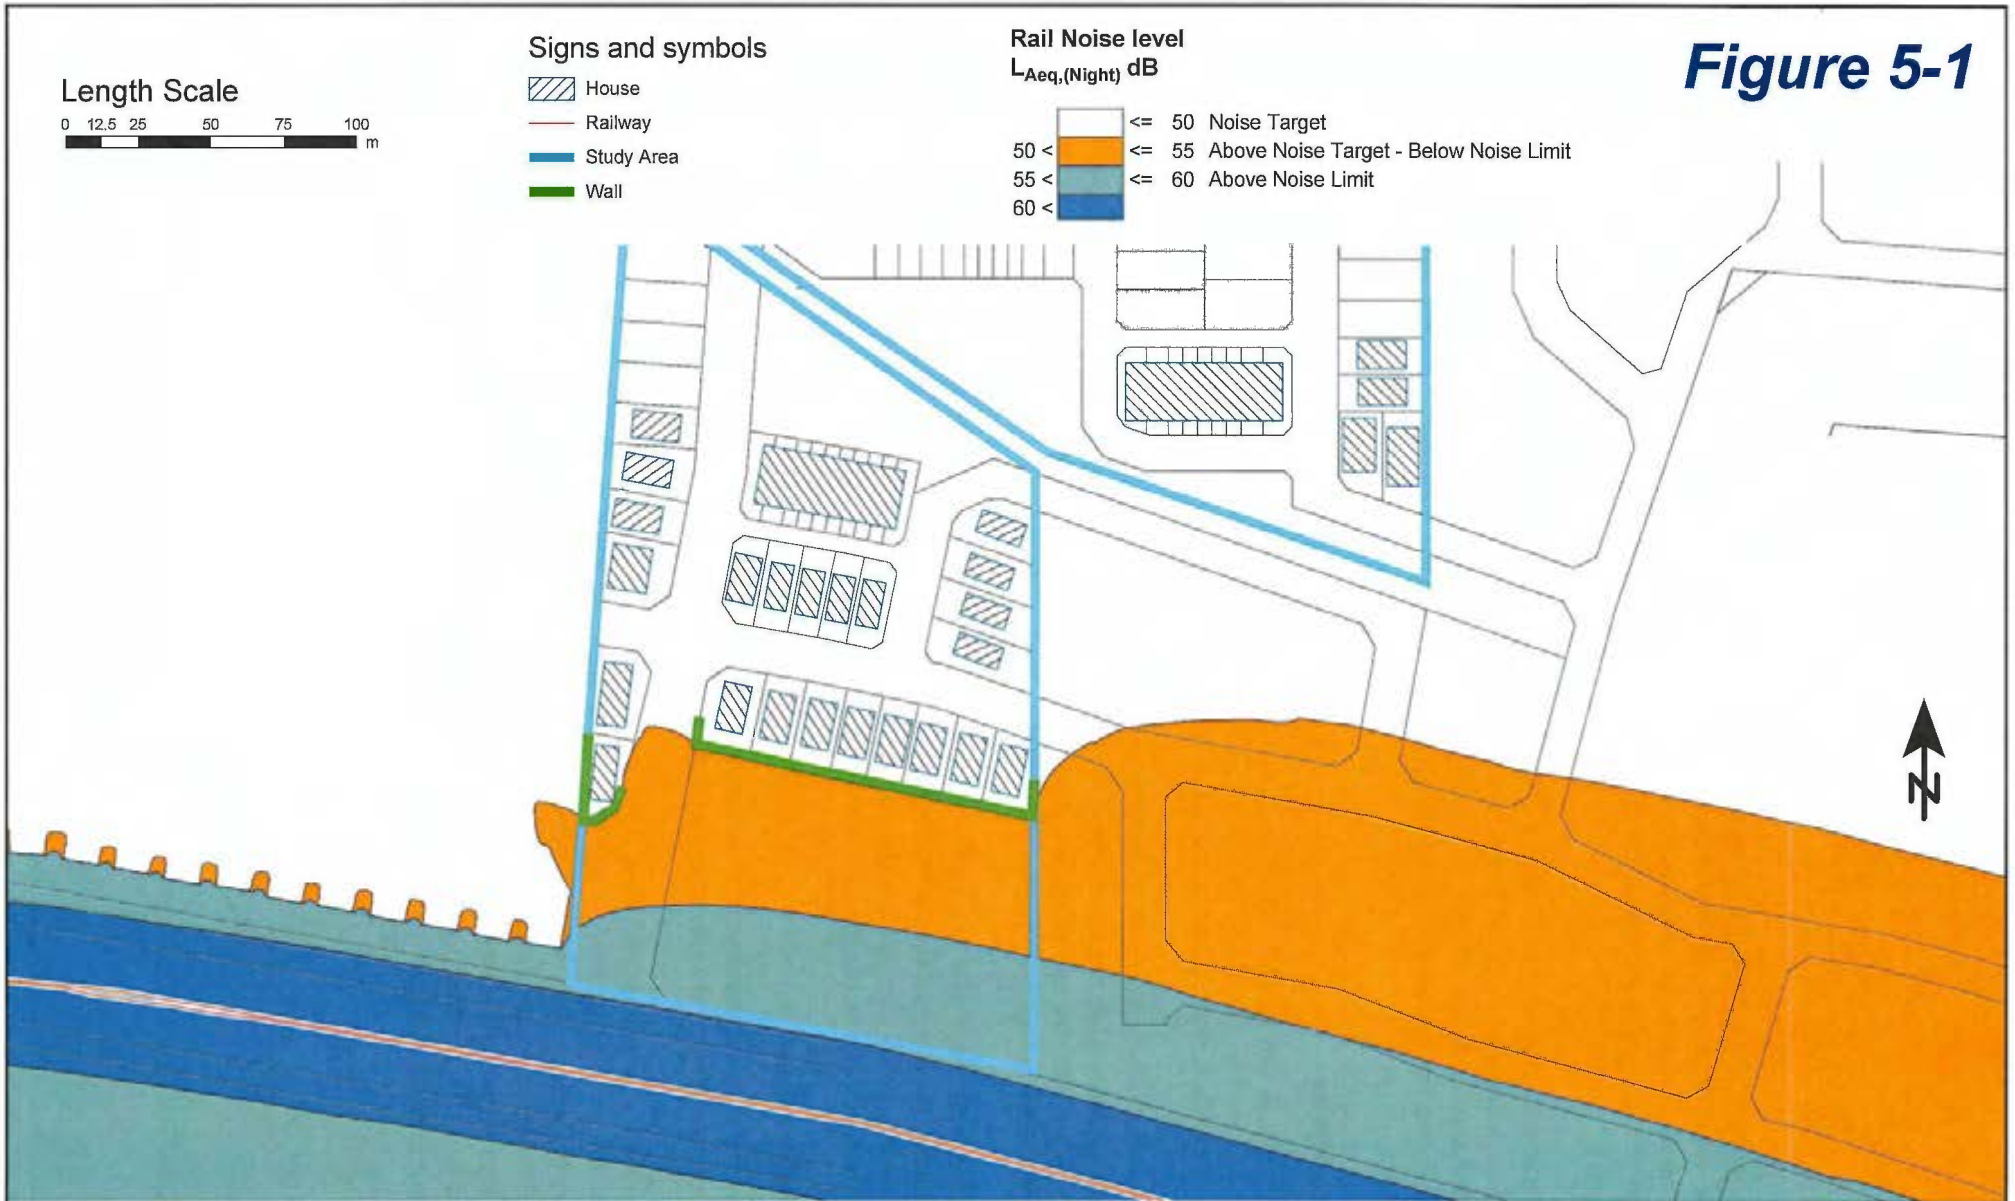 Length Scale
0 12.5 25 50 75 100
m
Signs and symbols
House
Railway
Study Area
Wall
Rail Noise level
LAeq,(Night) dB
<= 50 Noise Target
50 < <= 55 Above Noise Target - Below Noise Limit
55 < <= 60 Above Noise Limit
60 <
Figure 5-1
N